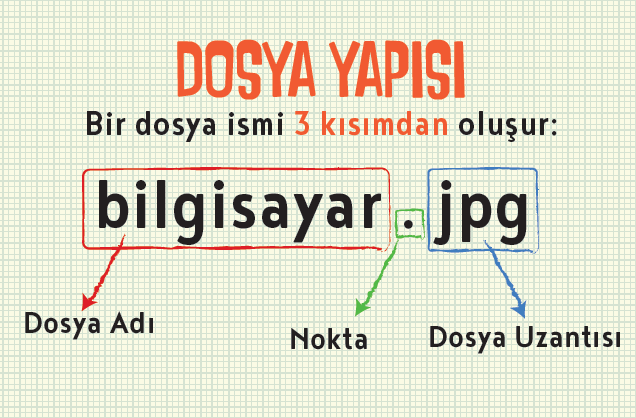 DOSYA YAPISI
Bir dosya ismi 3 kısımdan oluşur:
bilgisayar.jpg
Dosya Adı
Nokta
Dosya Uzantısı